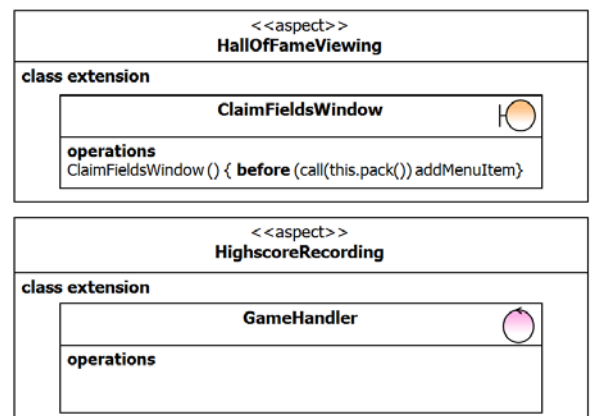 <<aspect>>
HallOfFameViewing
class extension
ClaimFieldsWindow
operations
ClaimFieldsWindow () { before (call(this.pack()) addMenuItem}
<<aspect>>
HighscoreRecording
class extension
GameHandler
operations